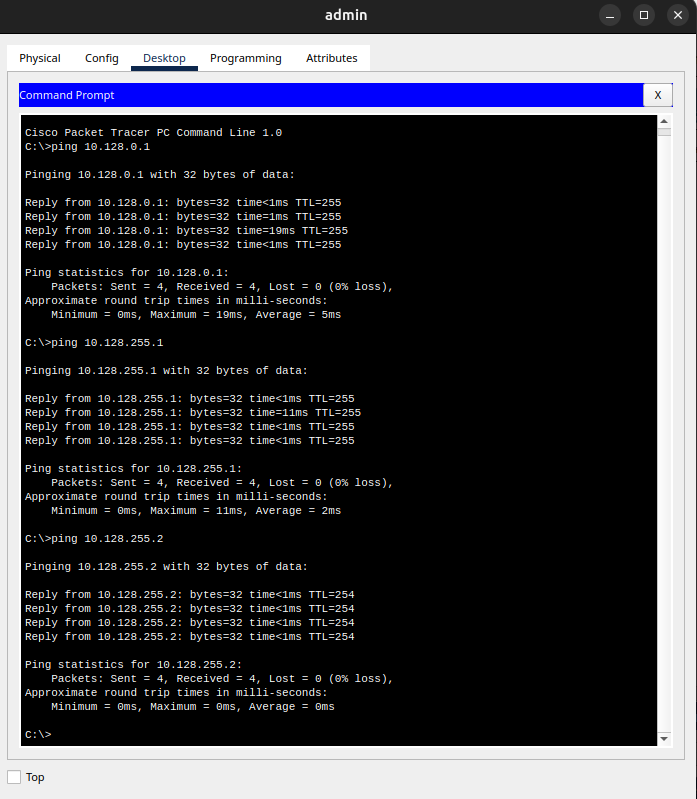 admin
Physical Config Desktop Programming Attributes
Command Prompt X
Cisco Packet Tracer PC Command Line 1.0
C:\>ping 10.128.0.1
Pinging 10.128.0.1 with 32 bytes of data:
Reply from 10.128.0.1: bytes=32 time<1ms TTL=255
Reply from 10.128.0.1: bytes=32 time=1ms TTL=255
Reply from 10.128.0.1: bytes=32 time=19ms TTL=255
Reply from 10.128.0.1: bytes=32 time<1ms TTL=255
Ping statistics for 10.128.0.1:
    Packets: Sent = 4, Received = 4, Lost = 0 (0% loss),
Approximate round trip times in milli-seconds:
    Minimum = 0ms, Maximum = 19ms, Average = 5ms
C:\>ping 10.128.255.1
Pinging 10.128.255.1 with 32 bytes of data:
Reply from 10.128.255.1: bytes=32 time<1ms TTL=255
Reply from 10.128.255.1: bytes=32 time=11ms TTL=255
Reply from 10.128.255.1: bytes=32 time<1ms TTL=255
Reply from 10.128.255.1: bytes=32 time<1ms TTL=255
Ping statistics for 10.128.255.1:
    Packets: Sent = 4, Received = 4, Lost = 0 (0% loss),
Approximate round trip times in milli-seconds:
    Minimum = 0ms, Maximum = 11ms, Average = 2ms
C:\>ping 10.128.255.2
Pinging 10.128.255.2 with 32 bytes of data:
Reply from 10.128.255.2: bytes=32 time<1ms TTL=254
Reply from 10.128.255.2: bytes=32 time<1ms TTL=254
Reply from 10.128.255.2: bytes=32 time<1ms TTL=254
Reply from 10.128.255.2: bytes=32 time<1ms TTL=254
Ping statistics for 10.128.255.2:
    Packets: Sent = 4, Received = 4, Lost = 0 (0% loss),
Approximate round trip times in milli-seconds:
    Minimum = 0ms, Maximum = 0ms, Average = 0ms
C:\>
Top